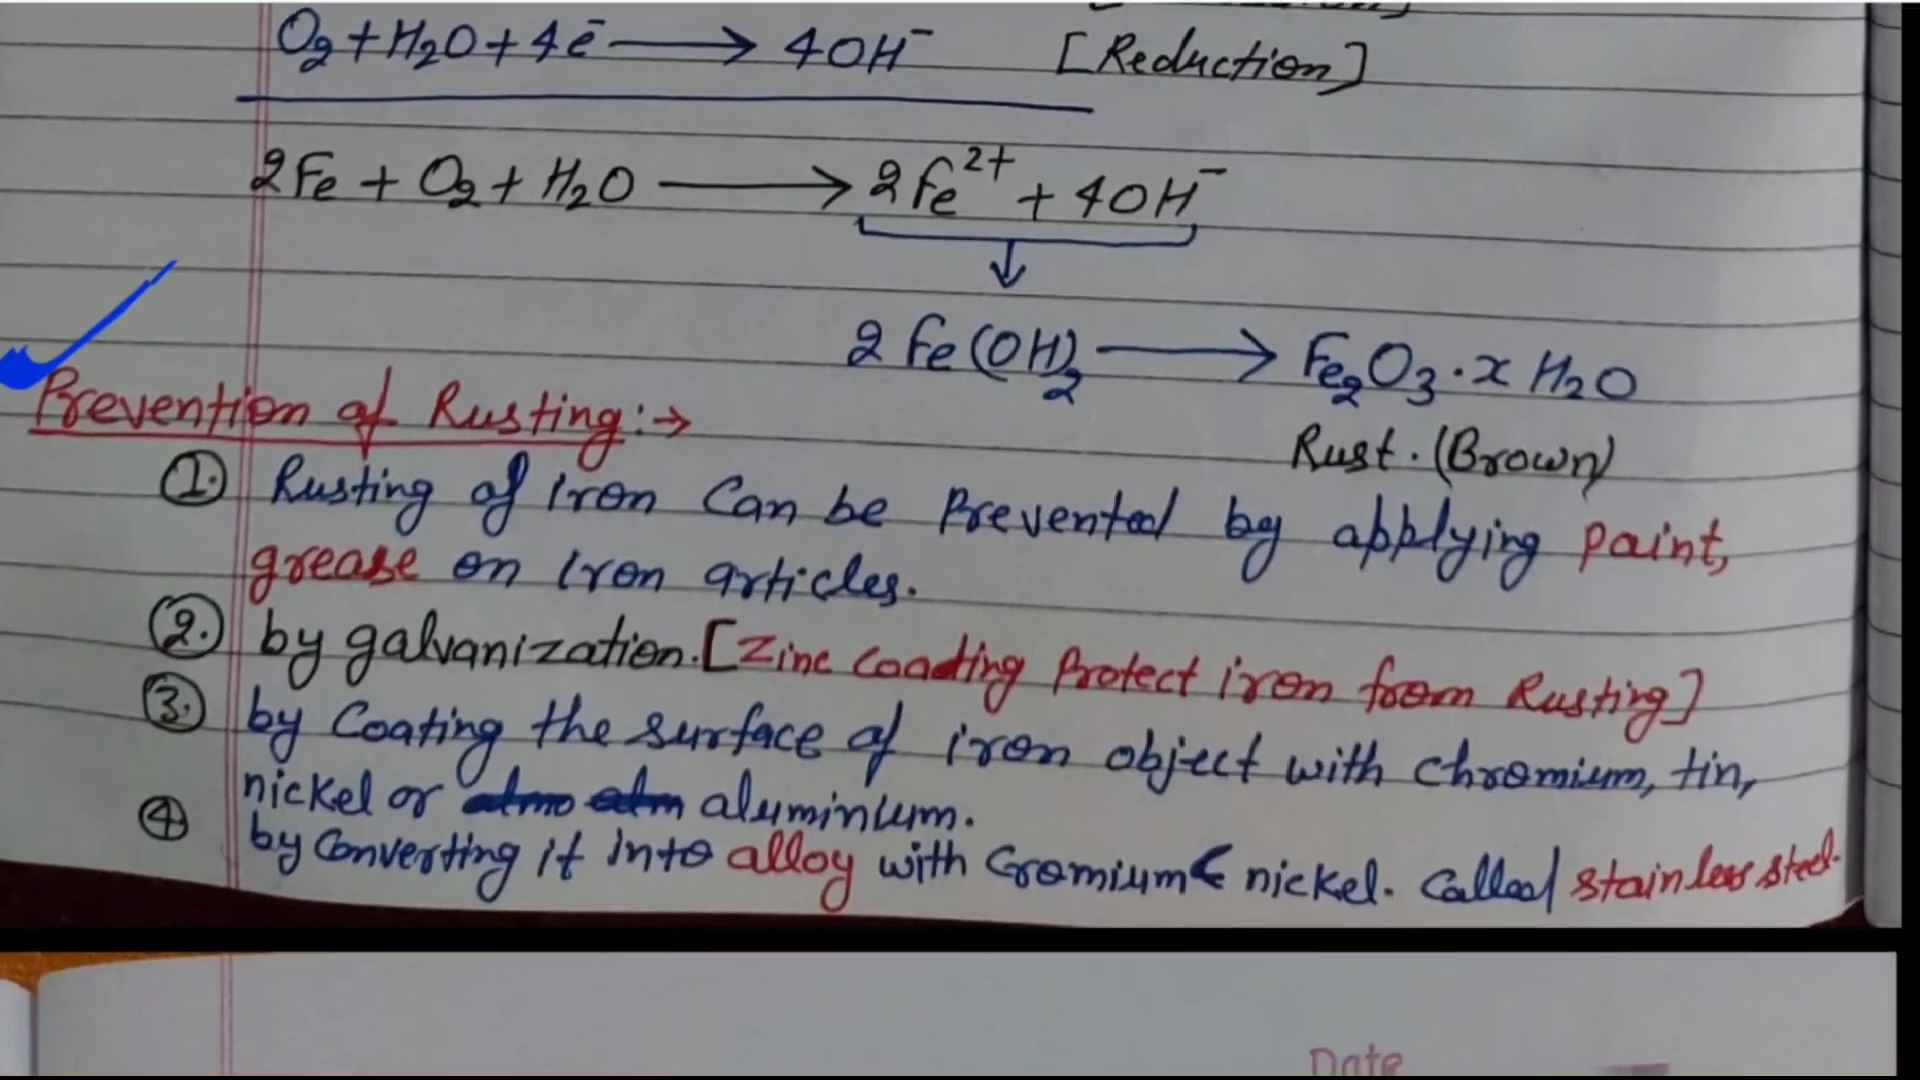 O2 + H2O + 4e⁻ ⟶ 4OH⁻ [Reduction]
2Fe + O2 + H2O ⟶ 2Fe²⁺ + 4OH⁻
↓
2Fe(OH)2 ⟶ Fe2O3 · x H2O
Rust. (Brown)
Prevention of Rusting :→
1. Rusting of Iron Can be Prevented by applying paint,
grease on Iron articles.
2. by galvanization. [Zinc Coadting Protect iron from Rusting]
3. by Coating the surface of iron object with chromium, tin,
nickel or aluminium.
4 by Converting it into alloy with Cromium & nickel. Called stainless steel.
Date